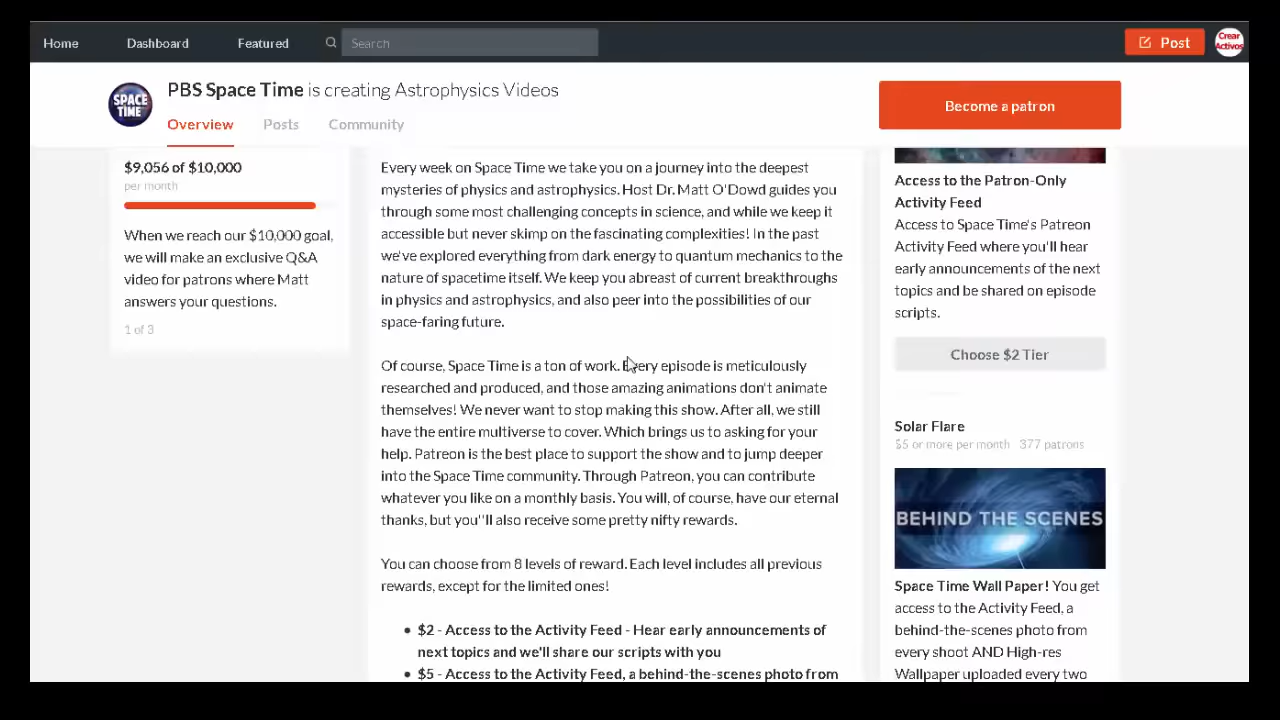 Home Dashboard Featured Search Post Crear Activos
SPACE TIME
PBS Space Time is creating Astrophysics Videos
Become a patron
Overview Posts Community
$9,056 of $10,000
per month
When we reach our $10,000 goal,
we will make an exclusive Q&A
video for patrons where Matt
answers your questions.
1 of 3
Every week on Space Time we take you on a journey into the deepest
mysteries of physics and astrophysics. Host Dr. Matt O'Dowd guides you
through some most challenging concepts in science, and while we keep it
accessible but never skimp on the fascinating complexities! In the past
we've explored everything from dark energy to quantum mechanics to the
nature of spacetime itself. We keep you abreast of current breakthroughs
in physics and astrophysics, and also peer into the possibilities of our
space-faring future.
Of course, Space Time is a ton of work. Every episode is meticulously
researched and produced, and those amazing animations don't animate
themselves! We never want to stop making this show. After all, we still
have the entire multiverse to cover. Which brings us to asking for your
help. Patreon is the best place to support the show and to jump deeper
into the Space Time community. Through Patreon, you can contribute
whatever you like on a monthly basis. You will, of course, have our eternal
thanks, but you''ll also receive some pretty nifty rewards.
You can choose from 8 levels of reward. Each level includes all previous
rewards, except for the limited ones!
• $2 - Access to the Activity Feed - Hear early announcements of
next topics and we'll share our scripts with you
• $5 - Access to the Activity Feed, a behind-the-scenes photo from
Access to the Patron-Only
Activity Feed
Access to Space Time's Patreon
Activity Feed where you'll hear
early announcements of the next
topics and be shared on episode
scripts.
Choose $2 Tier
Solar Flare
$5 or more per month 377 patrons
BEHIND THE SCENES
Space Time Wall Paper! You get
access to the Activity Feed, a
behind-the-scenes photo from
every shoot AND High-res
Wallpaper uploaded every two